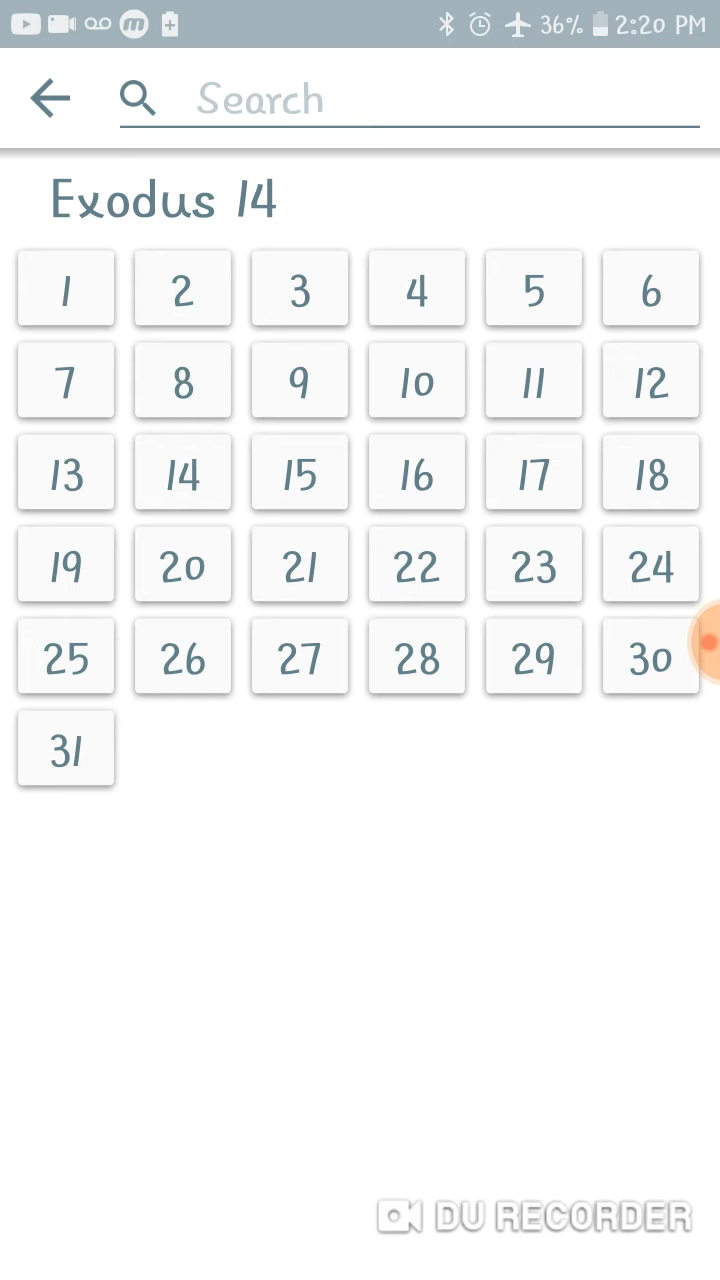 36% 2:20 PM
Search
Exodus 14
1 2 3 4 5 6
7 8 9 10 11 12
13 14 15 16 17 18
19 20 21 22 23 24
25 26 27 28 29 30
31
DU RECORDER